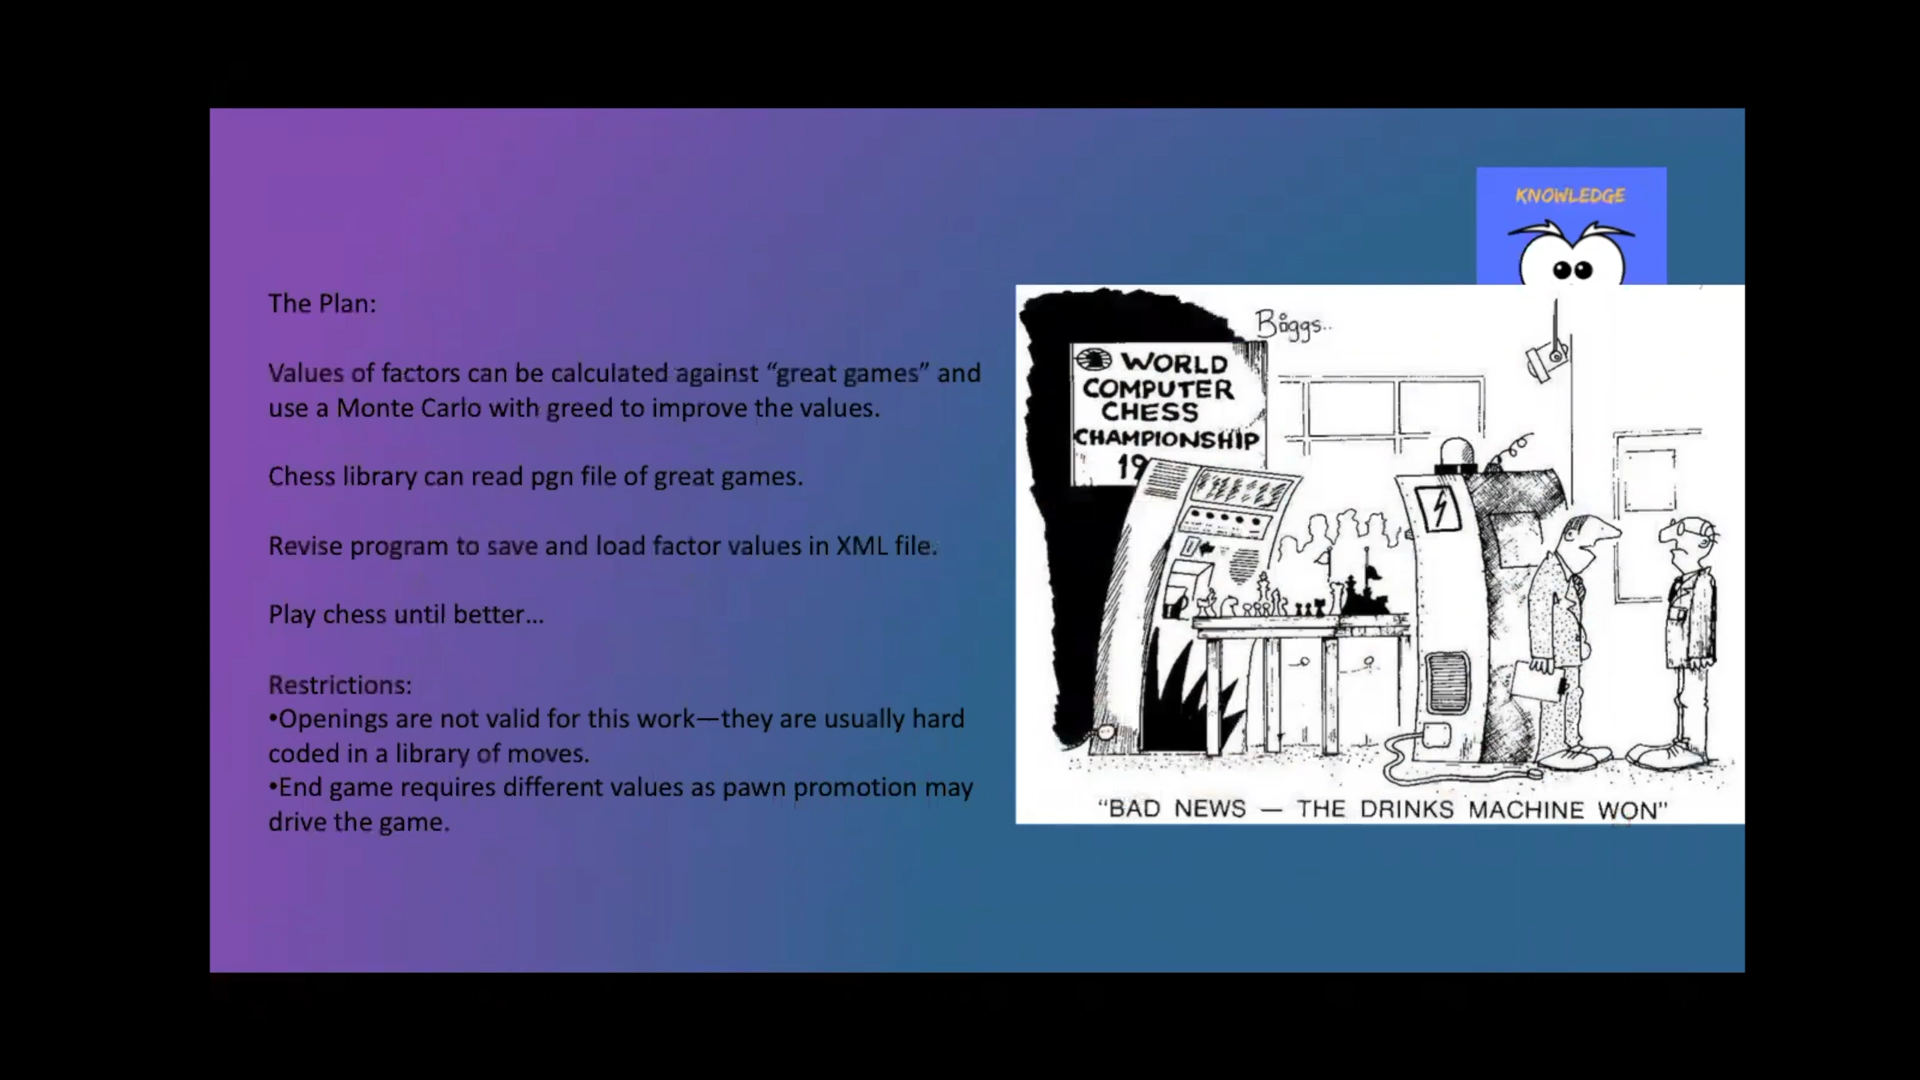 KNOWLEDGE
The Plan:
Values of factors can be calculated against “great games” and
use a Monte Carlo with greed to improve the values.
Chess library can read pgn file of great games.
Revise program to save and load factor values in XML file.
Play chess until better...
Restrictions:
•Openings are not valid for this work—they are usually hard
coded in a library of moves.
•End game requires different values as pawn promotion may
drive the game.
Biggs..
WORLD
COMPUTER
CHESS
CHAMPIONSHIP
19
"BAD NEWS — THE DRINKS MACHINE WON"